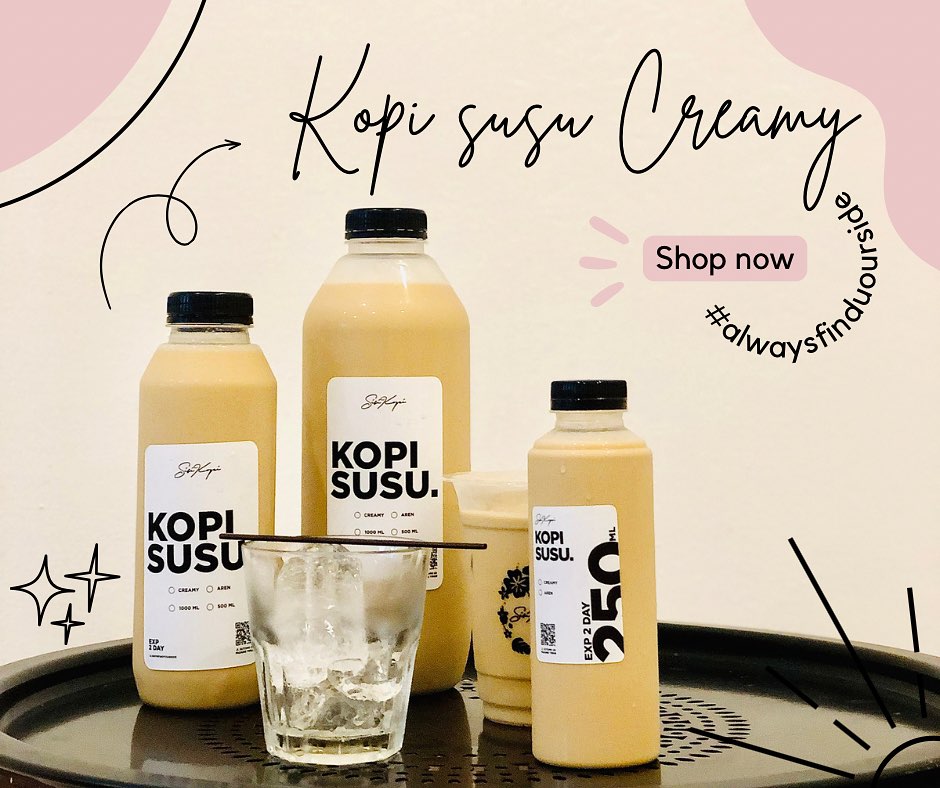 Kopi susu Creamy
Shop now
#alwaysfinduourside
KOPI
SUSU.
CREAMY
AREN
1000 ML
500 ML
KOPI
SUSU
CREAMY
AREN
1000 ML
500 ML
EXP
2 DAY
KOPI
SUSU.
CREAMY
AREN
EXP 2 DAY
250 ML